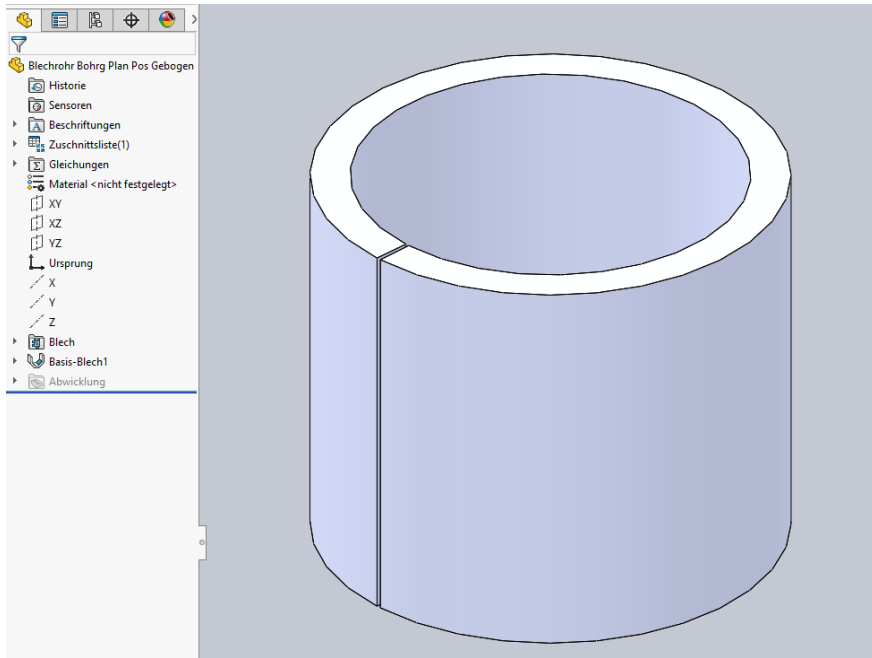 Blechrohr Bohrg Plan Pos Gebogen
Historie
Sensoren
Beschriftungen
Zuschnittsliste(1)
Gleichungen
Material <nicht festgelegt>
XY
XZ
YZ
Ursprung
X
Y
Z
Blech
Basis-Blech1
Abwicklung